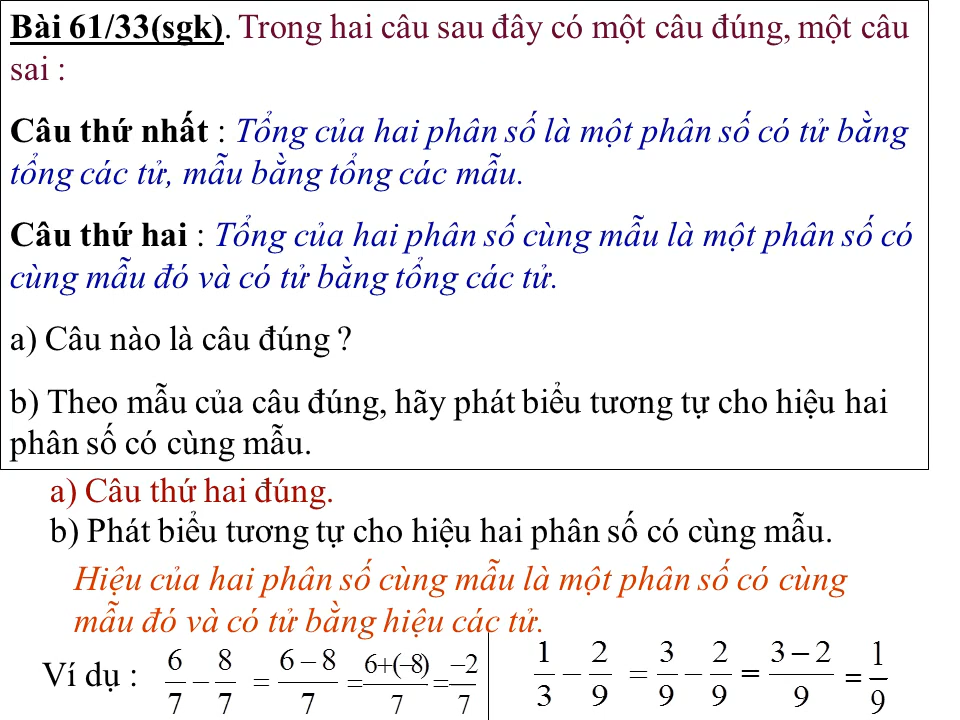 Bài 61/33(sgk). Trong hai câu sau đây có một câu đúng, một câu
sai :
Câu thứ nhất : Tổng của hai phân số là một phân số có tử bằng
tổng các tử, mẫu bằng tổng các mẫu.
Câu thứ hai : Tổng của hai phân số cùng mẫu là một phân số có
cùng mẫu đó và có tử bằng tổng các tử.
a) Câu nào là câu đúng ?
b) Theo mẫu của câu đúng, hãy phát biểu tương tự cho hiệu hai
phân số có cùng mẫu.
a) Câu thứ hai đúng.
b) Phát biểu tương tự cho hiệu hai phân số có cùng mẫu.
Hiệu của hai phân số cùng mẫu là một phân số có cùng
mẫu đó và có tử bằng hiệu các tử.
Ví dụ : 6/7 − 8/7 = (6 − 8)/7 = (6+(−8))/7 = −2/7
1/3 − 2/9 = 3/9 − 2/9 = (3 − 2)/9 = 1/9